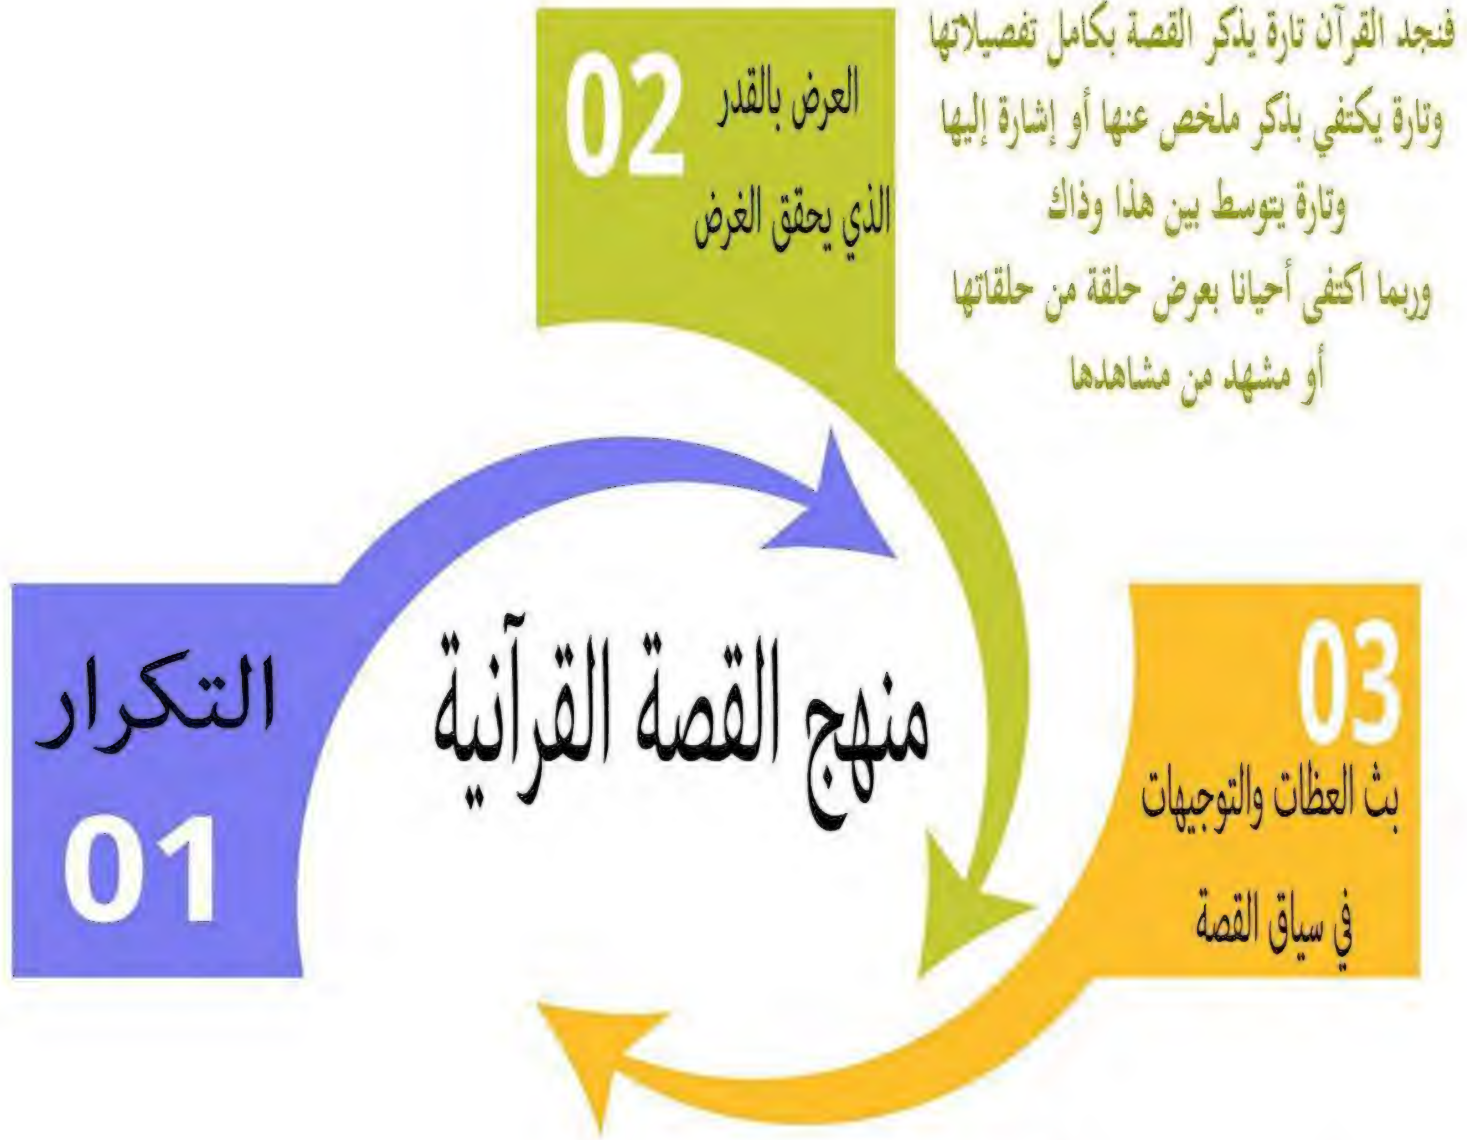 منهج القصة القرآنية
01
التكرار
02
العرض بالقدر
الذي يحقق الغرض
فنجد القرآن تارة يذكر القصة بكامل تفصيلاتها
وتارة يكتفي بذكر ملخص عنها أو إشارة إليها
وتارة يتوسط بين هذا وذاك
وربما اكتفى أحيانا بعرض حلقة من حلقاتها
أو مشهد من مشاهدها
03
بث العظات والتوجيهات
في سياق القصة